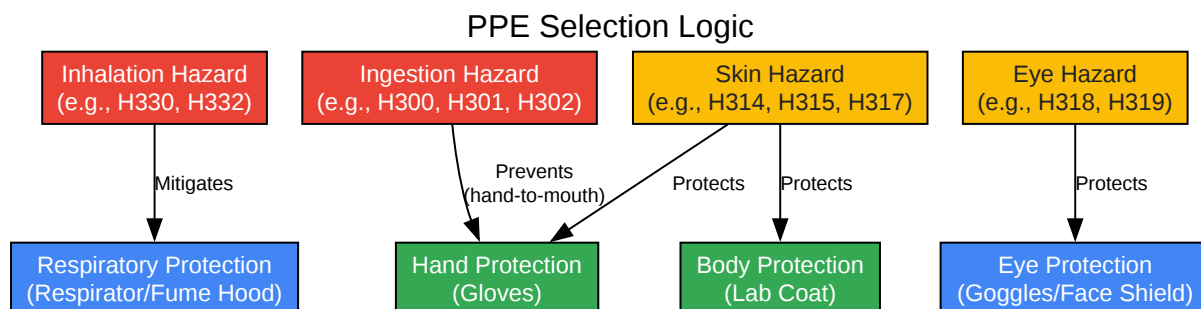 PPE Selection Logic
Inhalation Hazard
(e.g., H330, H332)
Ingestion Hazard
(e.g., H300, H301, H302)
Skin Hazard
(e.g., H314, H315, H317)
Eye Hazard
(e.g., H318, H319)
Mitigates
Prevents
(hand-to-mouth)
Protects
Protects
Protects
Respiratory Protection
(Respirator/Fume Hood)
Hand Protection
(Gloves)
Body Protection
(Lab Coat)
Eye Protection
(Goggles/Face Shield)